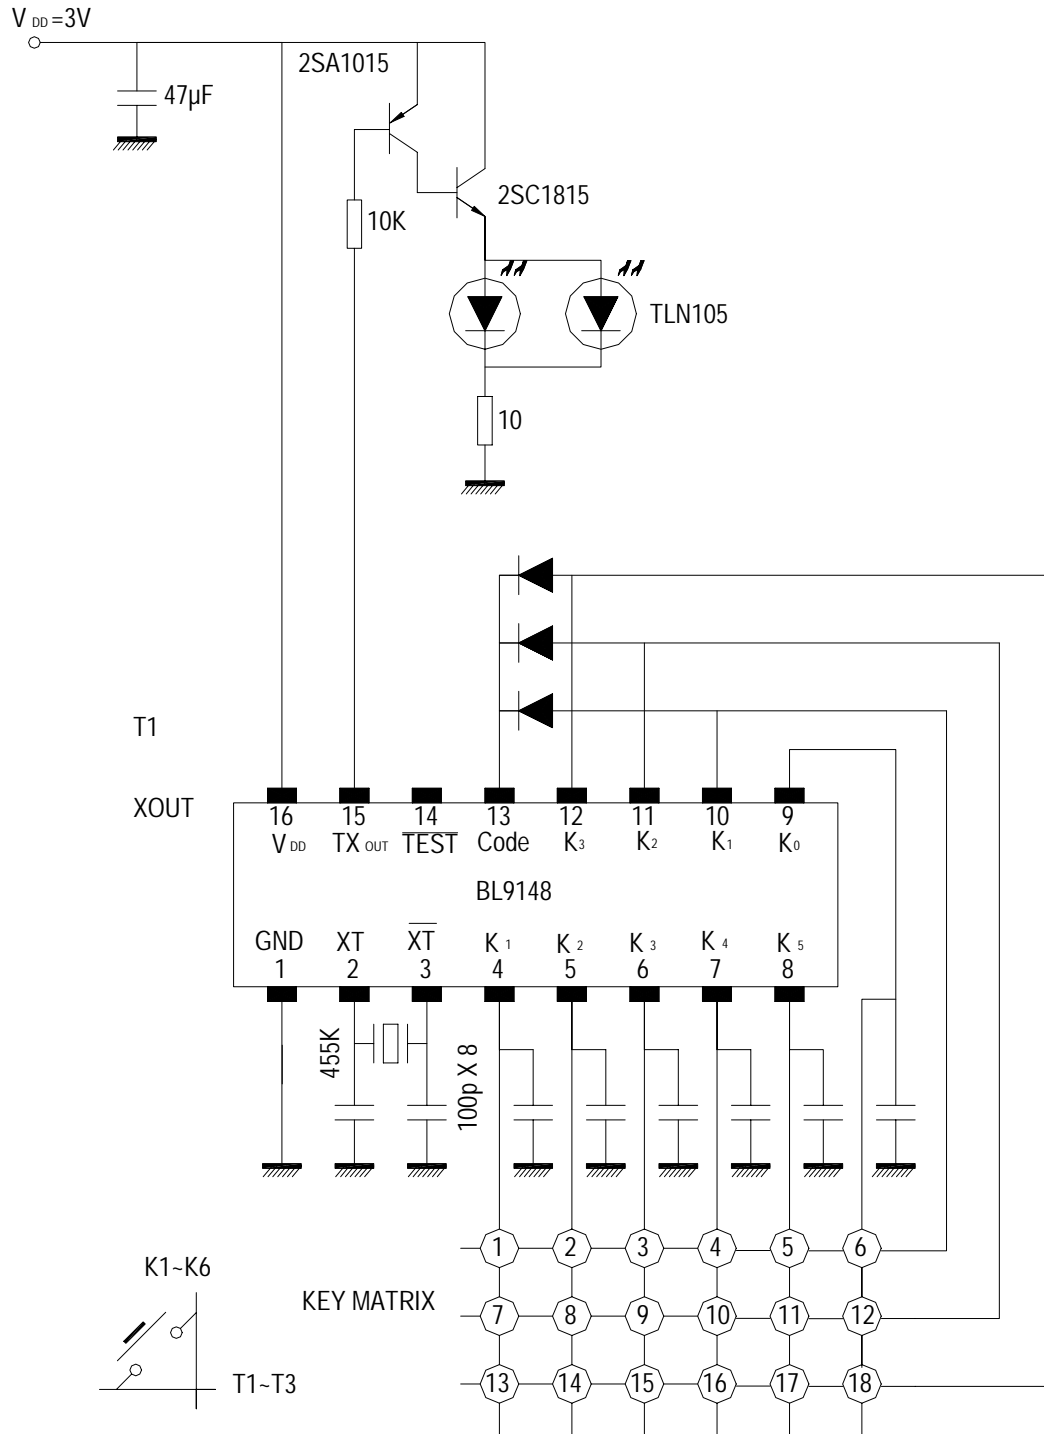 V DD =3V
2SA1015
47µF
2SC1815
10K
TLN105
10
T1
XOUT
16 15 14 13 12 11 10 9
V DD TX OUT TEST Code K3 K2 K1 K0
BL9148
GND XT XT K 1 K 2 K 3 K 4 K 5
1 2 3 4 5 6 7 8
455K
100p X 8
1 2 3 4 5 6
K1~K6
KEY MATRIX
7 8 9 10 11 12
T1~T3
13 14 15 16 17 18